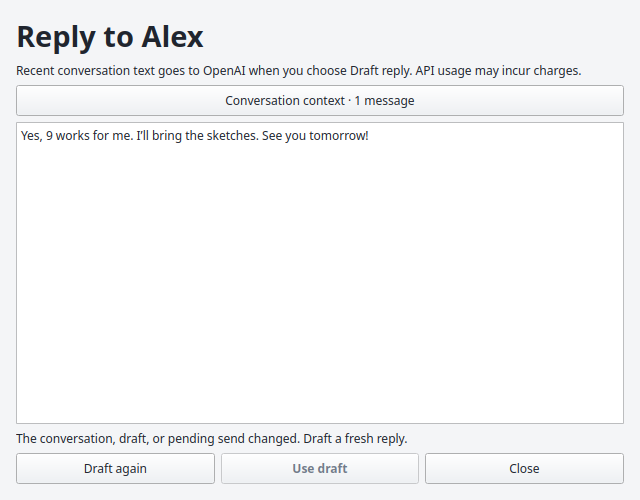 Reply to Alex
Recent conversation text goes to OpenAI when you choose Draft reply. API usage may incur charges.
Conversation context · 1 message
Yes, 9 works for me. I’ll bring the sketches. See you tomorrow!
The conversation, draft, or pending send changed. Draft a fresh reply.
Draft again
Use draft
Close